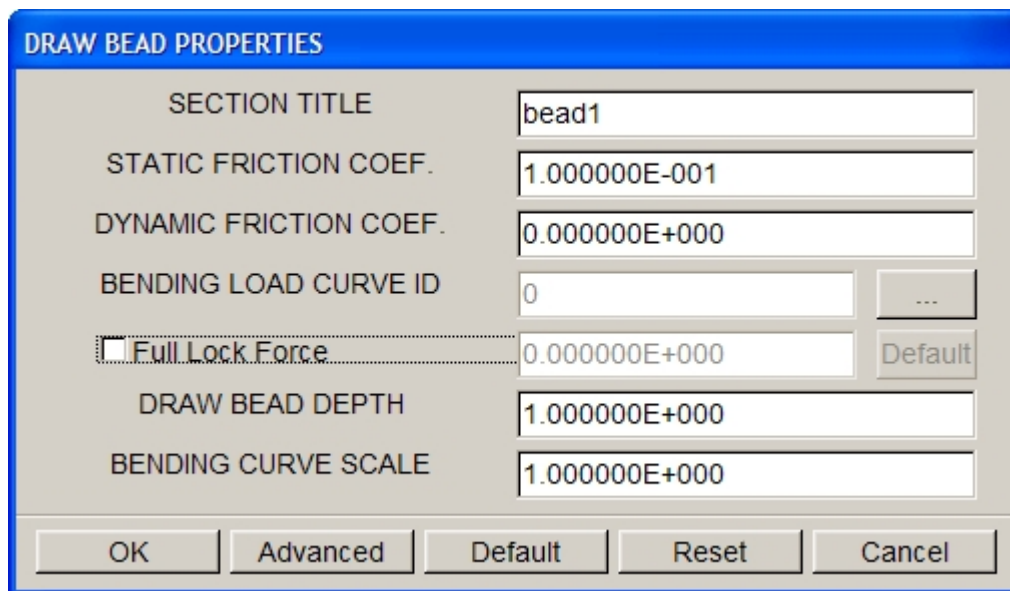 DRAW BEAD PROPERTIES
SECTION TITLE bead1
STATIC FRICTION COEF. 1.000000E-001
DYNAMIC FRICTION COEF. 0.000000E+000
BENDING LOAD CURVE ID 0 ...
Full Lock Force 0.000000E+000 Default
DRAW BEAD DEPTH 1.000000E+000
BENDING CURVE SCALE 1.000000E+000
OK Advanced Default Reset Cancel